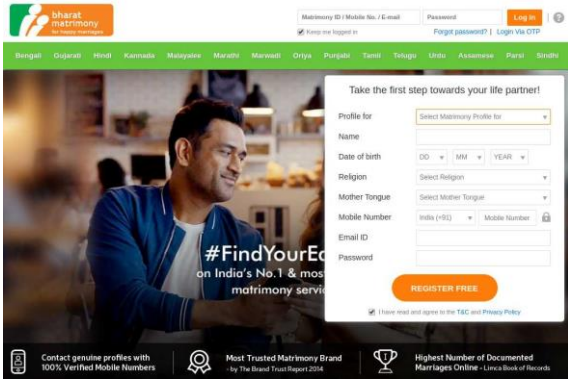 bharat
matrimony
for happy marriages
Matrimony ID / Mobile No. / E-mail
Password
Log in
Keep me logged in
Forgot password? | Login Via OTP
Bengali Gujarati Hindi Kannada Malayalee Marathi Marwadi Oriya Punjabi Tamil Telugu Urdu Assamese Parsi Sindhi
Take the first step towards your life partner!
Profile for Select Matrimony Profile for
Name
Date of birth DD MM YEAR
Religion Select Religion
Mother Tongue Select Mother Tongue
Mobile Number India (+91) Mobile Number
Email ID
Password
REGISTER FREE
I have read and agree to the T&C and Privacy Policy
#FindYourEq
on India's No.1 & mos
matrimony servi
Contact genuine profiles with
100% Verified Mobile Numbers
Most Trusted Matrimony Brand
- by The Brand Trust Report 2014
Highest Number of Documented
Marriages Online - Limca Book of Records